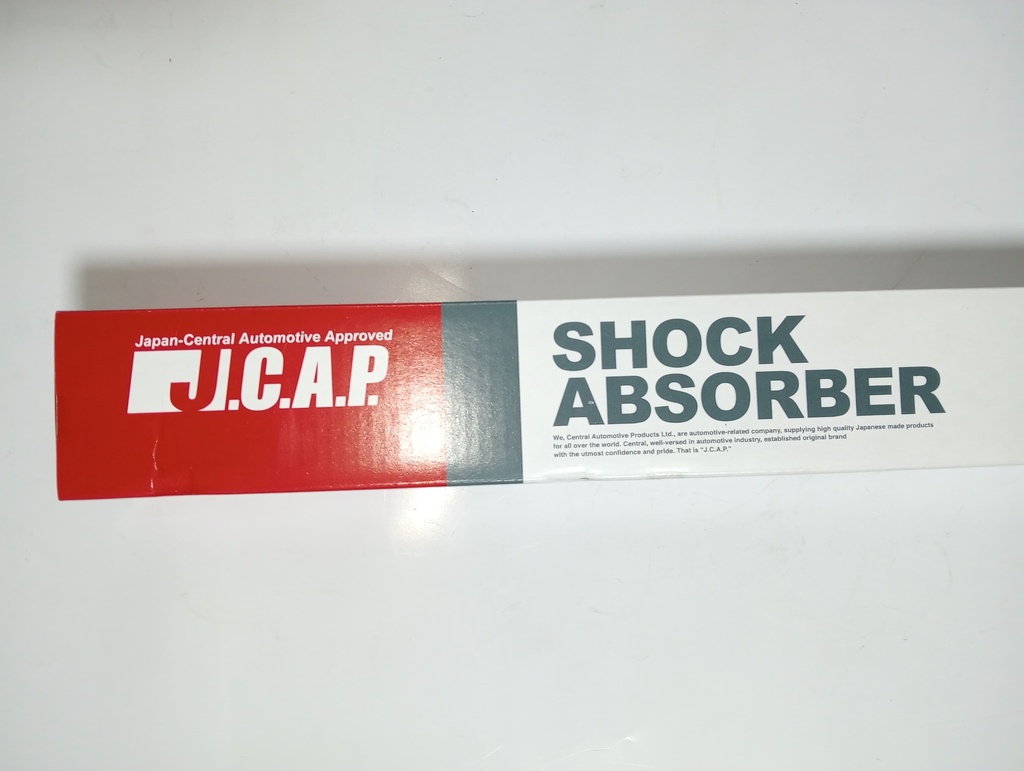 Japan-Central Automotive Approved
J.C.A.P.
SHOCK
ABSORBER
We, Central Automotive Products Ltd., are automotive-related company, supplying high quality Japanese made products
for all over the world. Central, well-versed in automotive industry, established original brand
with the utmost confidence and pride. That is "J.C.A.P."